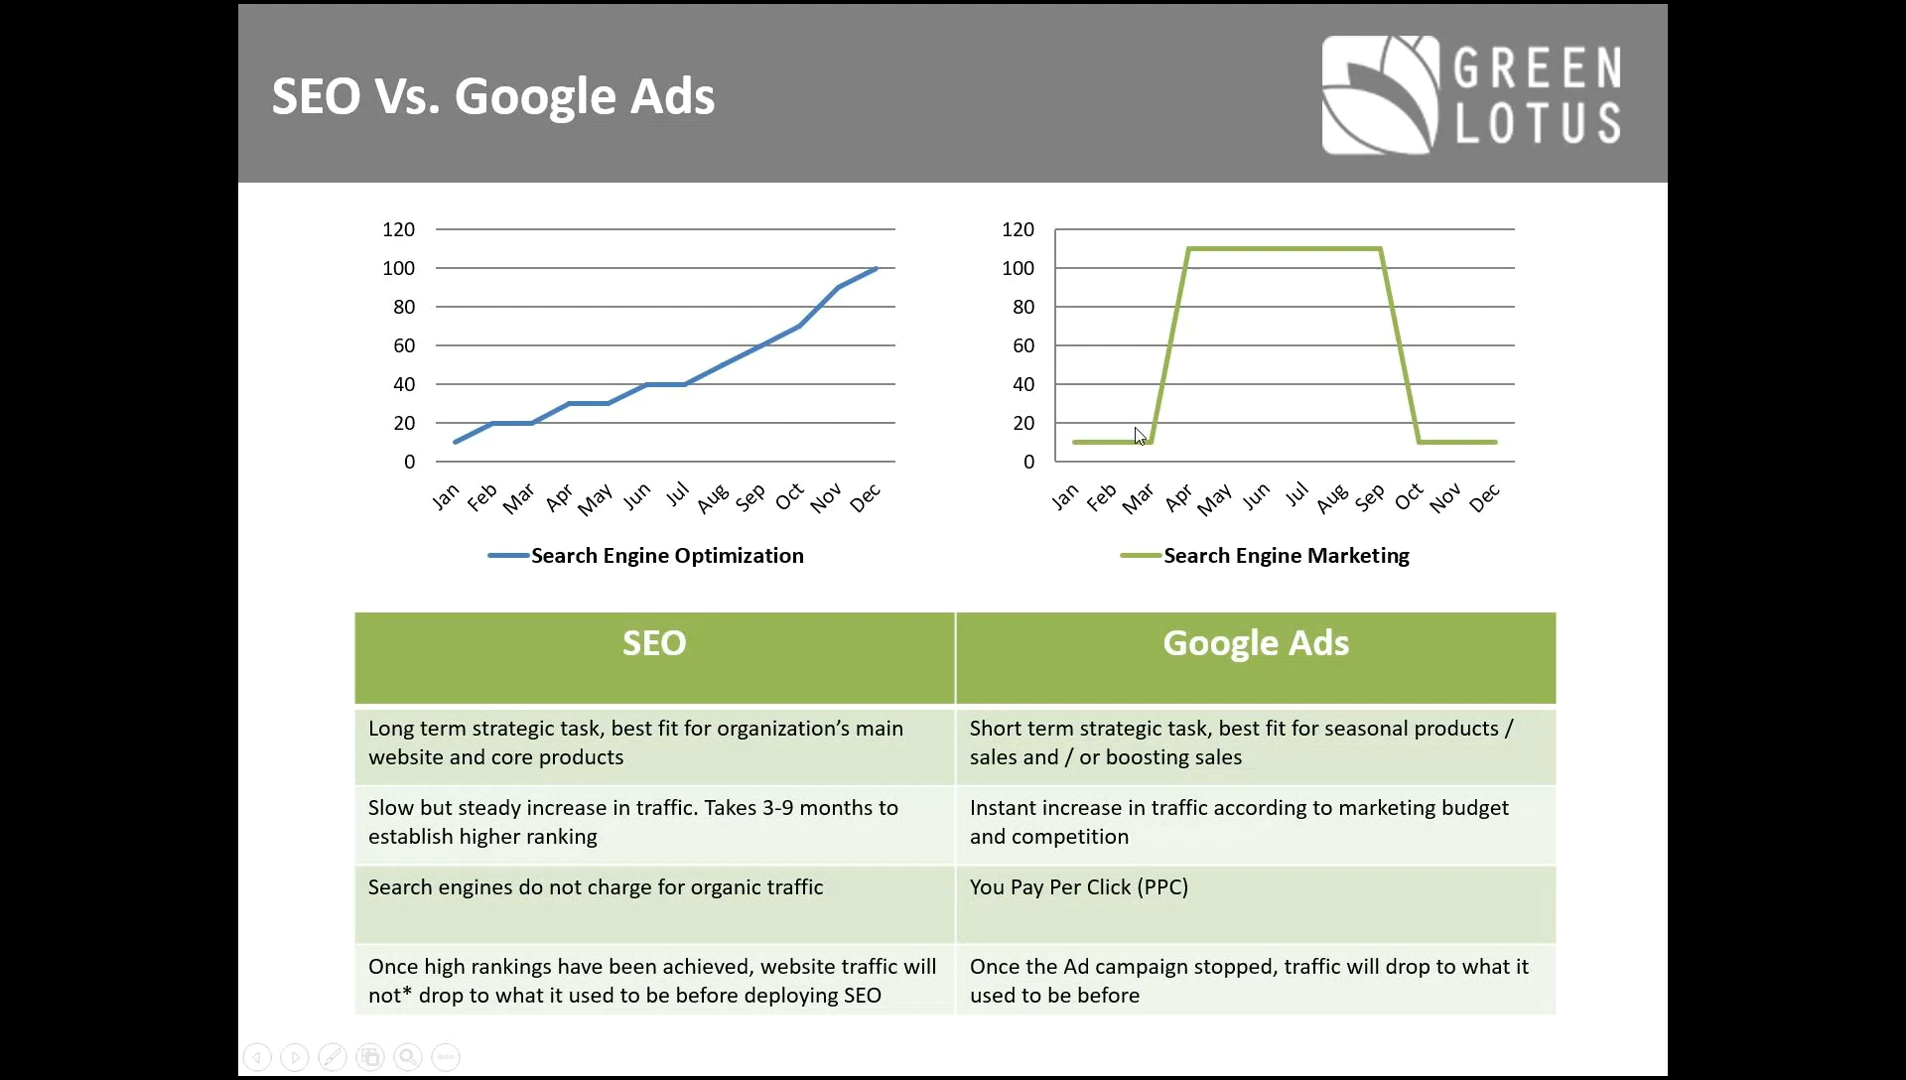 SEO Vs. Google Ads
GREEN
LOTUS
120
100
80
60
40
20
0
Jan Feb Mar Apr May Jun Jul Aug Sep Oct Nov Dec
Search Engine Optimization
120
100
80
60
40
20
0
Jan Feb Mar Apr May Jun Jul Aug Sep Oct Nov Dec
Search Engine Marketing
SEO
Google Ads
Long term strategic task, best fit for organization’s main
website and core products
Short term strategic task, best fit for seasonal products /
sales and / or boosting sales
Slow but steady increase in traffic. Takes 3-9 months to
establish higher ranking
Instant increase in traffic according to marketing budget
and competition
Search engines do not charge for organic traffic
You Pay Per Click (PPC)
Once high rankings have been achieved, website traffic will
not* drop to what it used to be before deploying SEO
Once the Ad campaign stopped, traffic will drop to what it
used to be before